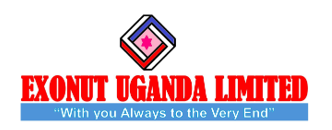 EXONUT UGANDA LIMITED
"With you Always to the Very End"